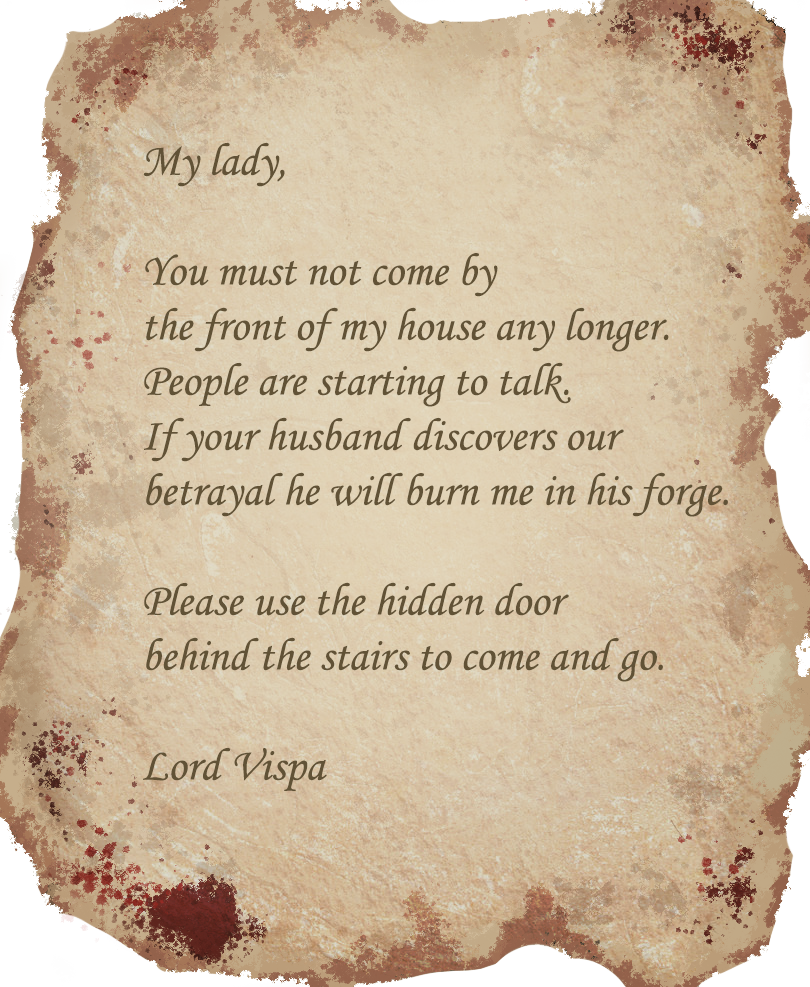 My lady,
You must not come by
the front of my house any longer.
People are starting to talk.
If your husband discovers our
betrayal he will burn me in his forge.
Please use the hidden door
behind the stairs to come and go.
Lord Vispa